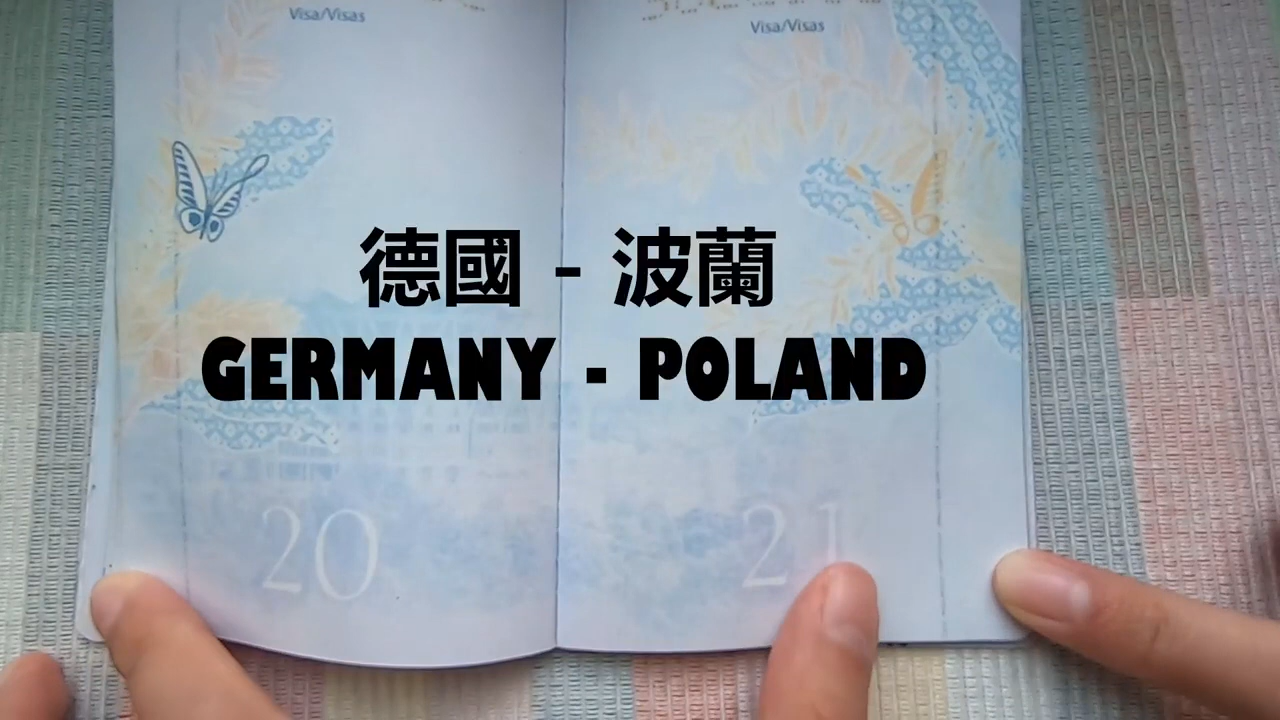 Visa/Visas
Visa/Visas
德國 - 波蘭
GERMANY - POLAND
20
21